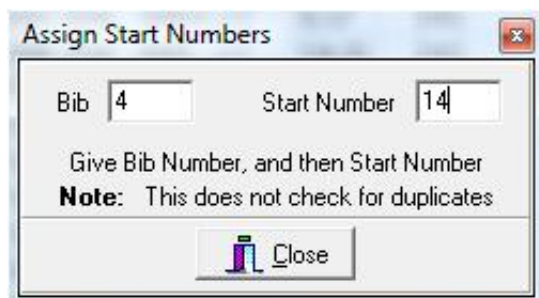 Assign Start Numbers
Bib 4 Start Number 14
Give Bib Number, and then Start Number
Note: This does not check for duplicates
Close